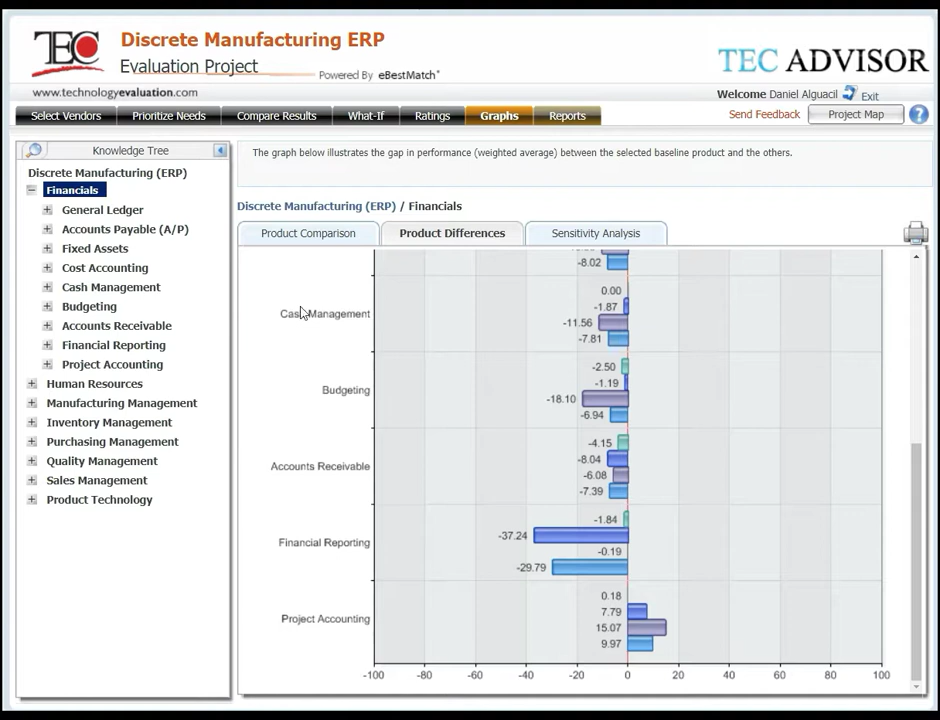 TEC
Discrete Manufacturing ERP
Evaluation Project
Powered By eBestMatch
www.technologyevaluation.com
TEC ADVISOR
Welcome Daniel Alguacil Exit
Select Vendors Prioritize Needs Compare Results What-If Ratings Graphs Reports
Send Feedback Project Map ?
Knowledge Tree
Discrete Manufacturing (ERP)
Financials
General Ledger
Accounts Payable (A/P)
Fixed Assets
Cost Accounting
Cash Management
Budgeting
Accounts Receivable
Financial Reporting
Project Accounting
Human Resources
Manufacturing Management
Inventory Management
Purchasing Management
Quality Management
Sales Management
Product Technology
The graph below illustrates the gap in performance (weighted average) between the selected baseline product and the others.
Discrete Manufacturing (ERP) / Financials
Product Comparison Product Differences Sensitivity Analysis
-8.02
Cash Management
0.00
-1.87
-11.56
-7.81
Budgeting
-2.50
-1.19
-18.10
-6.94
Accounts Receivable
-4.15
-8.04
-6.08
-7.39
Financial Reporting
-1.84
-37.24
-0.19
-29.79
Project Accounting
0.18
7.79
15.07
9.97
-100 -80 -60 -40 -20 0 20 40 60 80 100